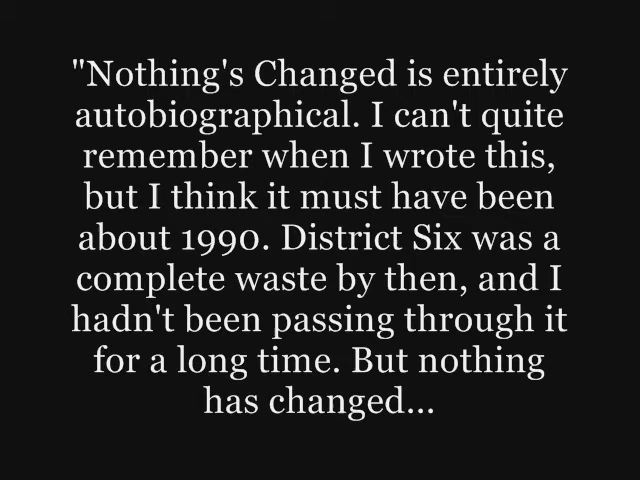 "Nothing's Changed is entirely
autobiographical. I can't quite
remember when I wrote this,
but I think it must have been
about 1990. District Six was a
complete waste by then, and I
hadn't been passing through it
for a long time. But nothing
has changed...